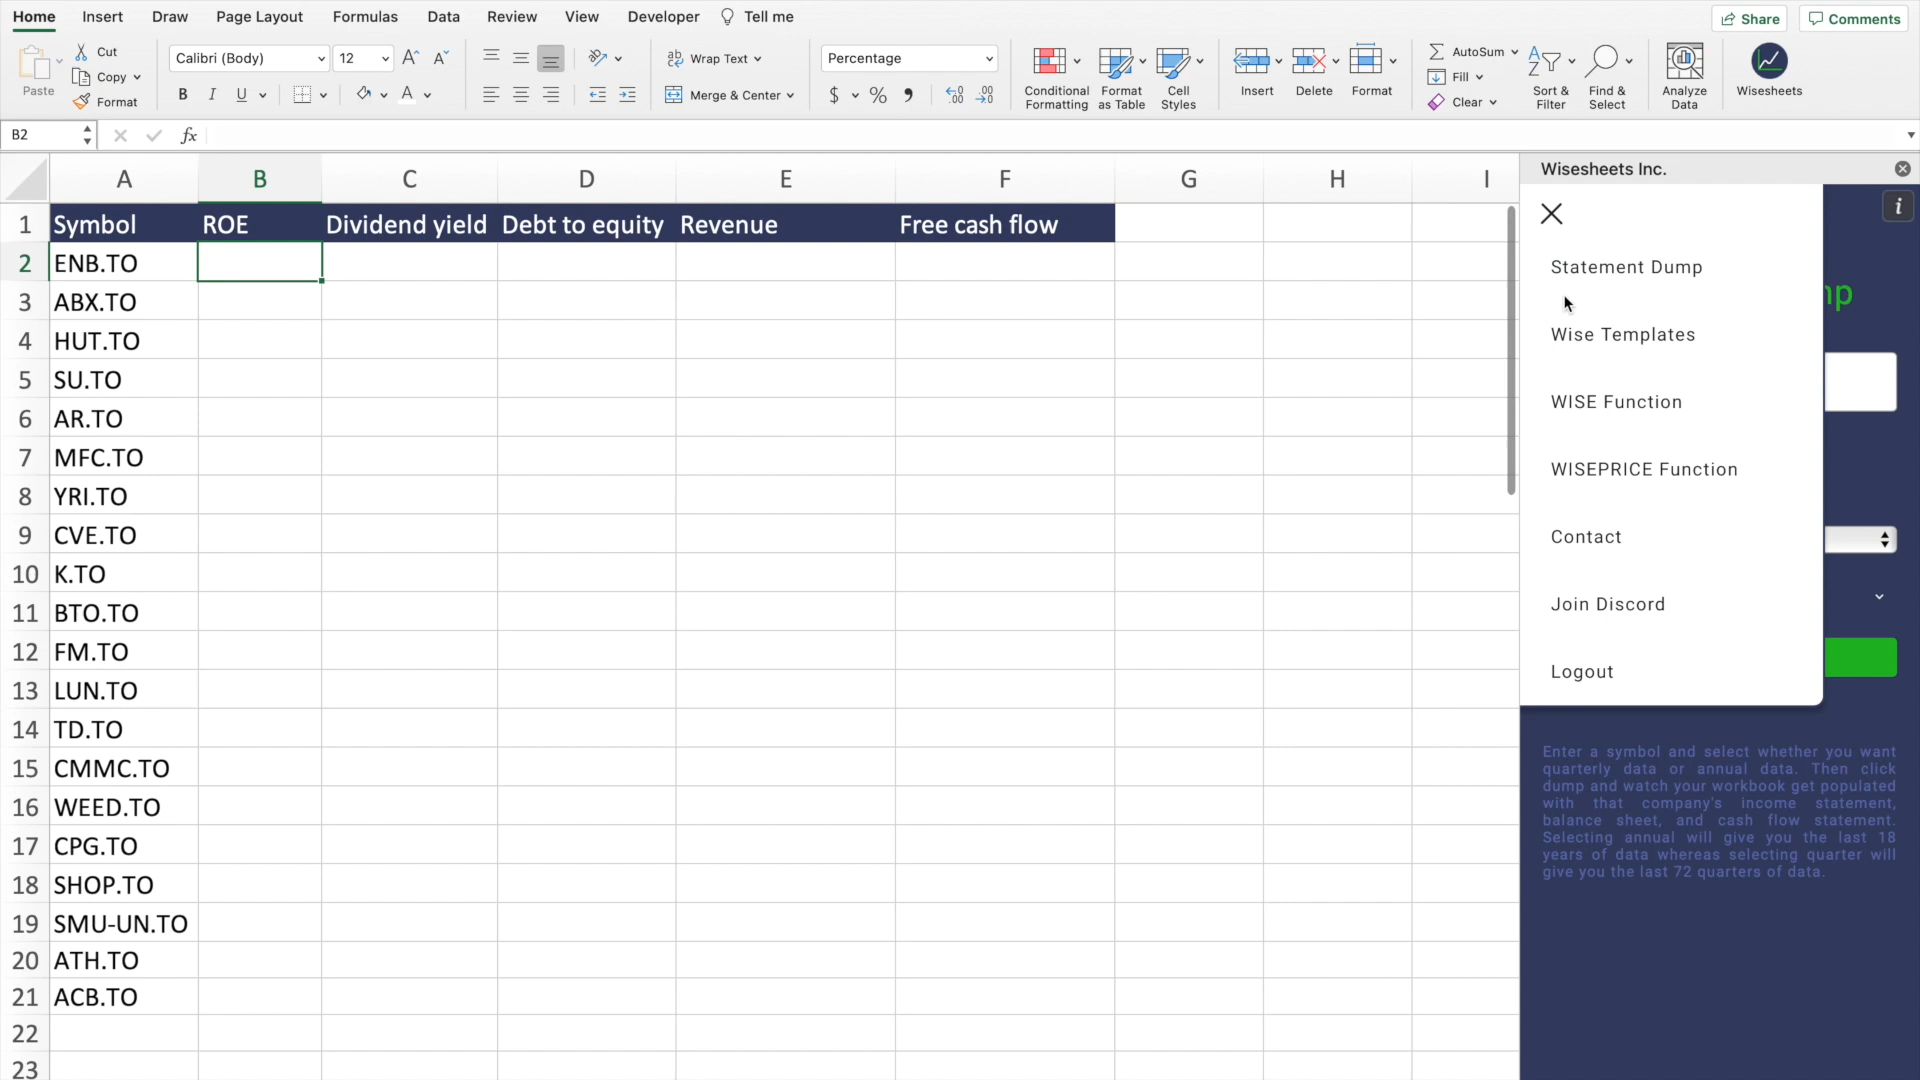 Home Insert Draw Page Layout Formulas Data Review View Developer Tell me Share Comments
Paste Cut Copy Format
Calibri (Body) 12
B I U A
Wrap Text
Merge & Center
Percentage
$ % 
Conditional Formatting
Format as Table
Cell Styles
Insert
Delete
Format
AutoSum
Fill
Clear
Sort & Filter
Find & Select
Analyze Data
Wisesheets
B2 fx
A B C D E F G H I
1 Symbol ROE Dividend yield Debt to equity Revenue Free cash flow
2 ENB.TO
3 ABX.TO
4 HUT.TO
5 SU.TO
6 AR.TO
7 MFC.TO
8 YRI.TO
9 CVE.TO
10 K.TO
11 BTO.TO
12 FM.TO
13 LUN.TO
14 TD.TO
15 CMMC.TO
16 WEED.TO
17 CPG.TO
18 SHOP.TO
19 SMU-UN.TO
20 ATH.TO
21 ACB.TO
22
23
Wisesheets Inc.
i
Statement Dump
Wise Templates
WISE Function
WISEPRICE Function
Contact
Join Discord
Logout
Enter a symbol and select whether you want
quarterly data or annual data. Then click
dump and watch your workbook get populated
with that company's income statement,
balance sheet, and cash flow statement.
Selecting annual will give you the last 18
years of data whereas selecting quarter will
give you the last 72 quarters of data.